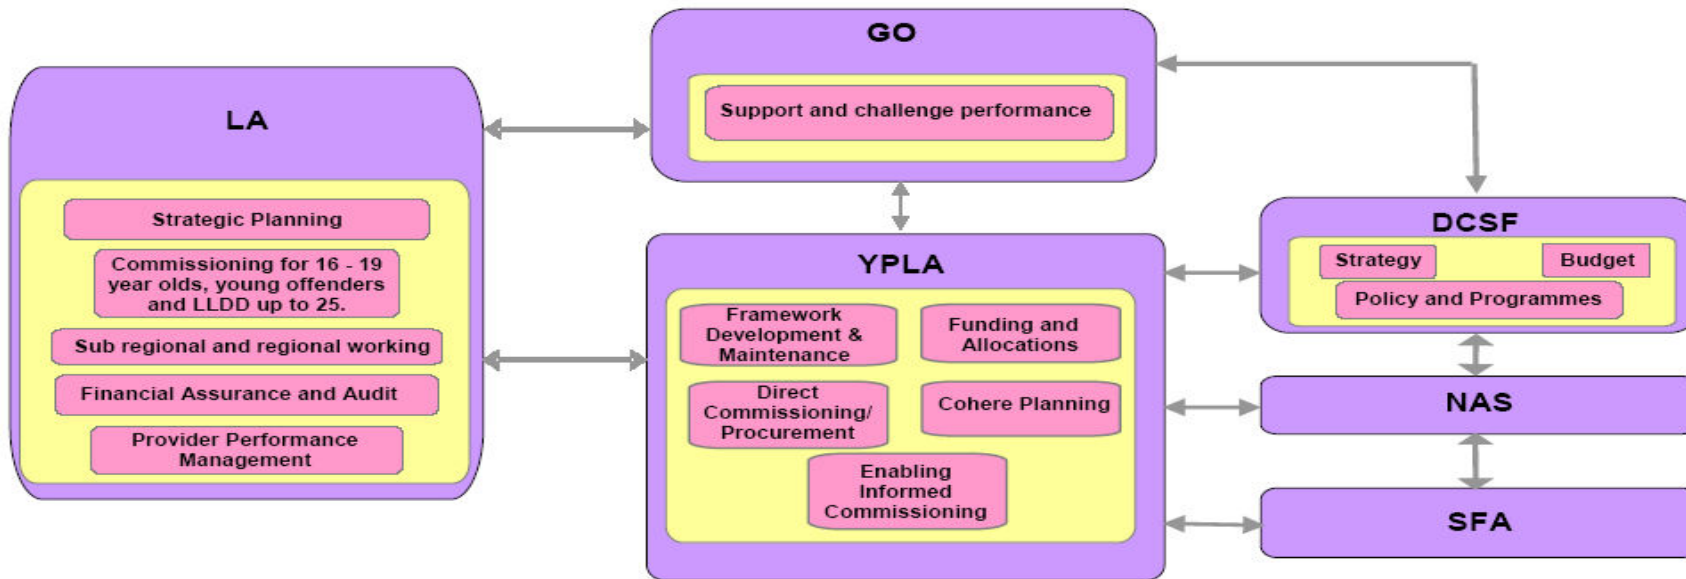 GO
Support and challenge performance
LA
Strategic Planning
Commissioning for 16 - 19
year olds, young offenders
and LLDD up to 25.
Sub regional and regional working
Financial Assurance and Audit
Provider Performance
Management
YPLA
Framework
Development &
Maintenance
Funding and
Allocations
Direct
Commissioning/
Procurement
Cohere Planning
Enabling
Informed
Commissioning
DCSF
Strategy
Budget
Policy and Programmes
NAS
SFA